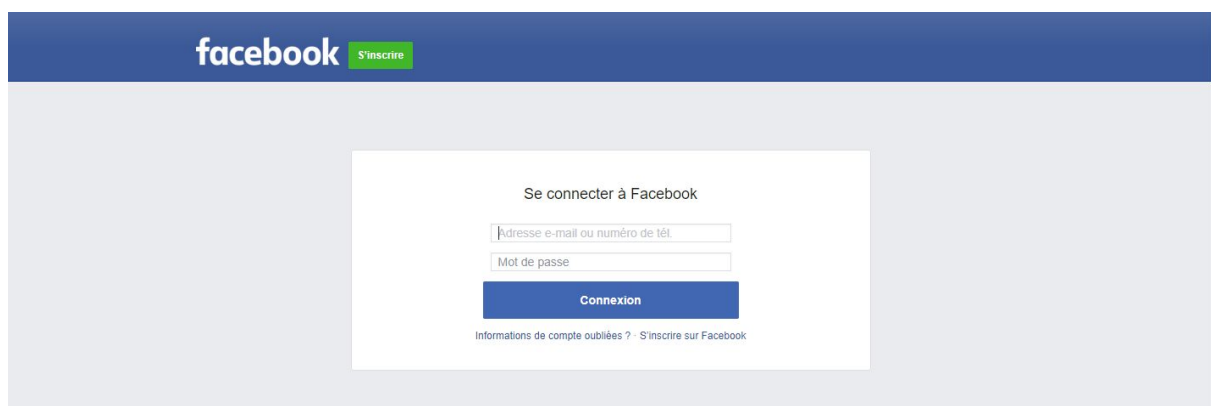 facebook S'inscrire
Se connecter à Facebook
Adresse e-mail ou numéro de tél.
Mot de passe
Connexion
Informations de compte oubliées ? · S'inscrire sur Facebook